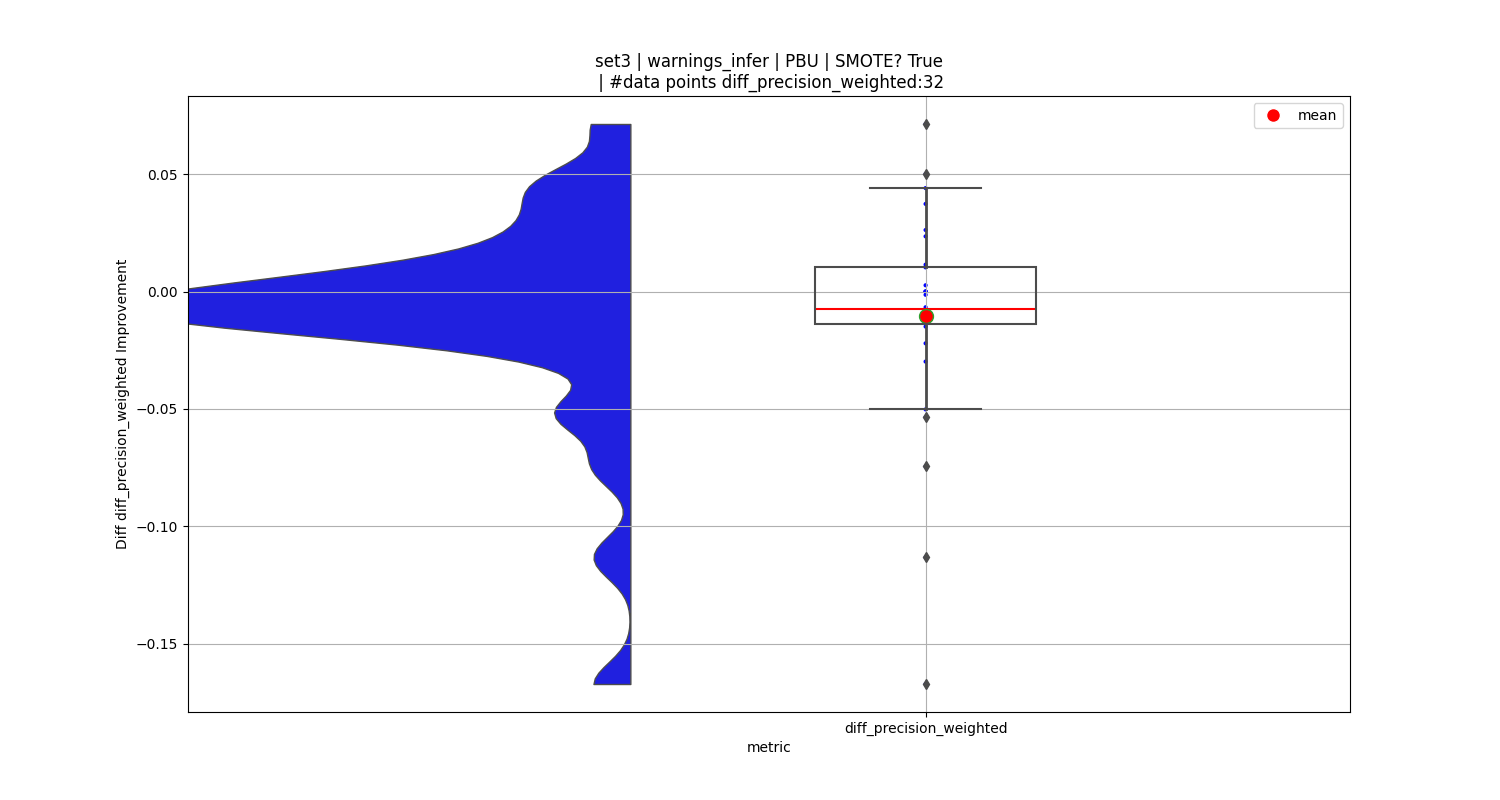 set3 | warnings_infer | PBU | SMOTE? True
| #data points diff_precision_weighted:32
mean
Diff diff_precision_weighted Improvement
0.05
0.00
−0.05
−0.10
−0.15
diff_precision_weighted
metric